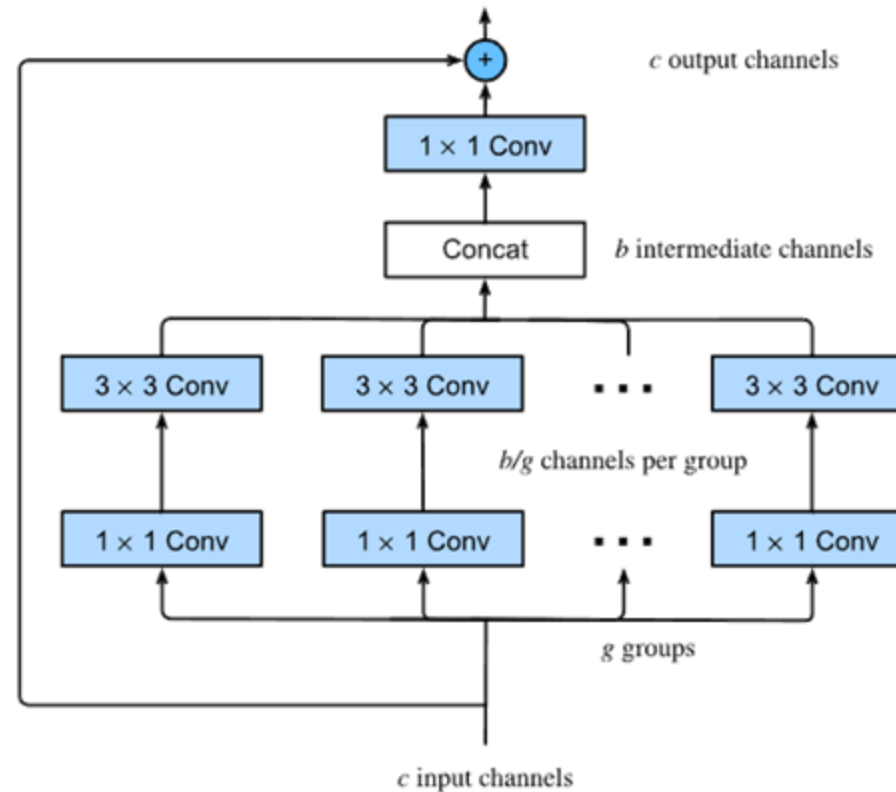 +
c output channels
1 × 1 Conv
Concat
b intermediate channels
3 × 3 Conv
3 × 3 Conv
...
3 × 3 Conv
b/g channels per group
1 × 1 Conv
1 × 1 Conv
...
1 × 1 Conv
g groups
c input channels